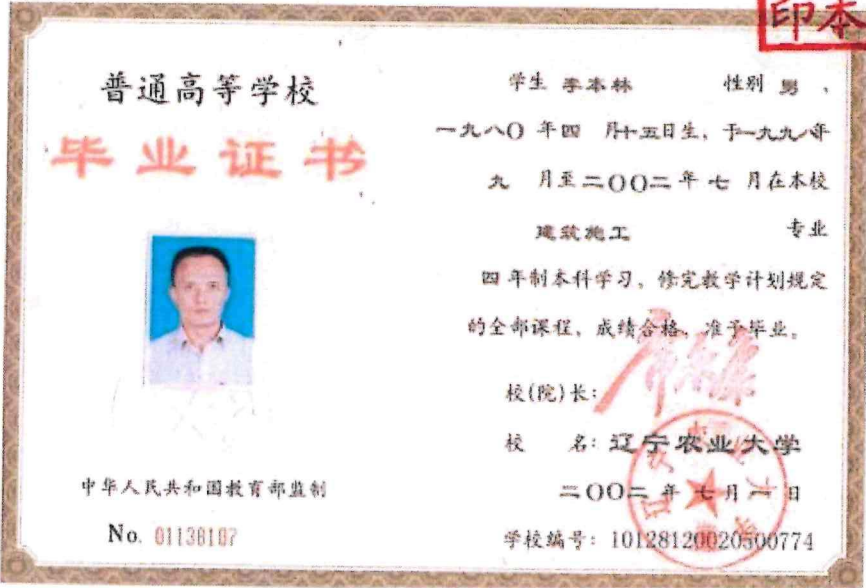 印本
普通高等学校
毕业证书
中华人民共和国教育部监制
No. 01138107
学生 李本林 性别 男 、
一九八〇 年四 月十五日生，于一九九八年
九 月至二〇〇二年 七 月在本校
建筑施工 专业
四 年制本科学习，修完教学计划规定
的全部课程，成绩合格，准予毕业。
校(院)长：
校 名：辽宁农业大学
二〇〇二 年 七月 六 日
学校编号：10128120020500774